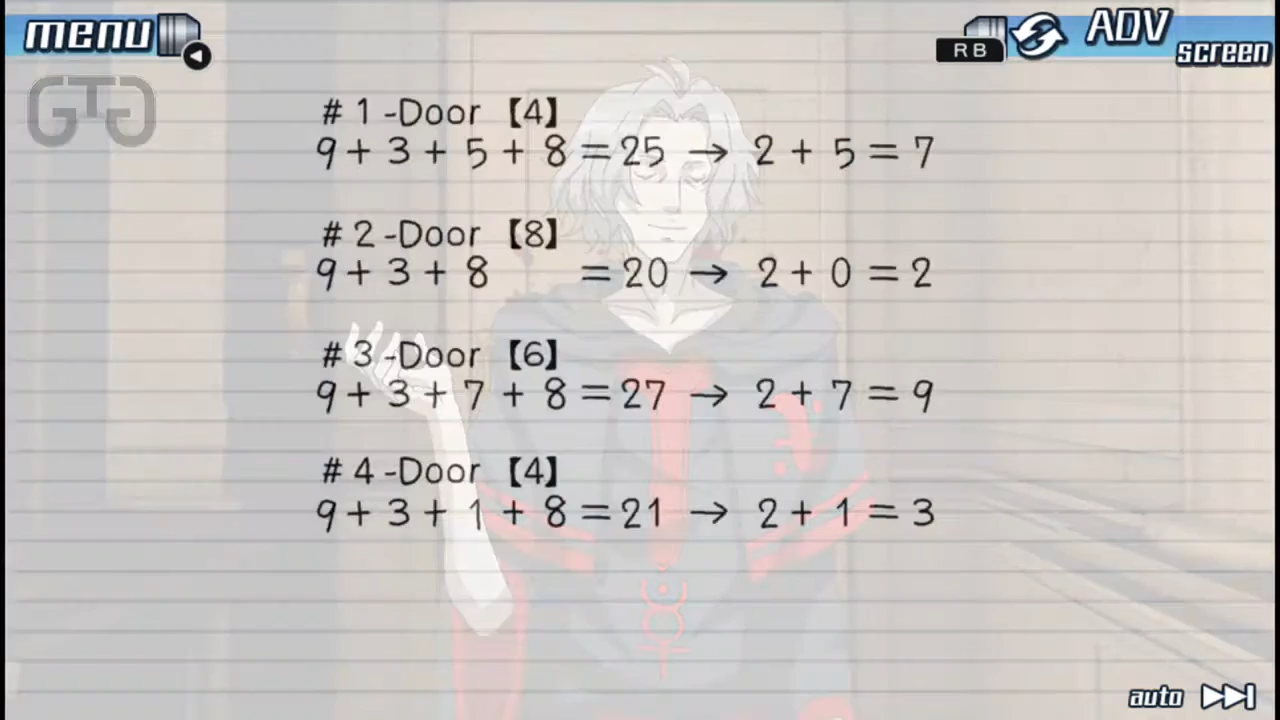 menu
RB
ADV
screen
GTG
# 1 -Door 【4】
9 + 3 + 5 + 8 = 25 → 2 + 5 = 7
# 2 -Door 【8】
9 + 3 + 8 = 20 → 2 + 0 = 2
# 3 -Door 【6】
9 + 3 + 7 + 8 = 27 → 2 + 7 = 9
# 4 -Door 【4】
9 + 3 + 1 + 8 = 21 → 2 + 1 = 3
auto